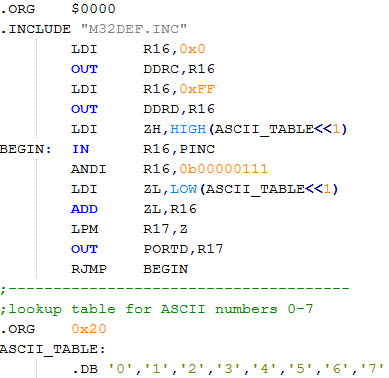 .ORG $0000
.INCLUDE "M32DEF.INC"
LDI R16,0x0
OUT DDRC,R16
LDI R16,0xFF
OUT DDRD,R16
LDI ZH,HIGH(ASCII_TABLE<<1)
BEGIN: IN R16,PINC
ANDI R16,0b00000111
LDI ZL,LOW(ASCII_TABLE<<1)
ADD ZL,R16
LPM R17,Z
OUT PORTD,R17
RJMP BEGIN
;--------------------------------------
;lookup table for ASCII numbers 0-7
.ORG 0x20
ASCII_TABLE:
.DB '0','1','2','3','4','5','6','7'